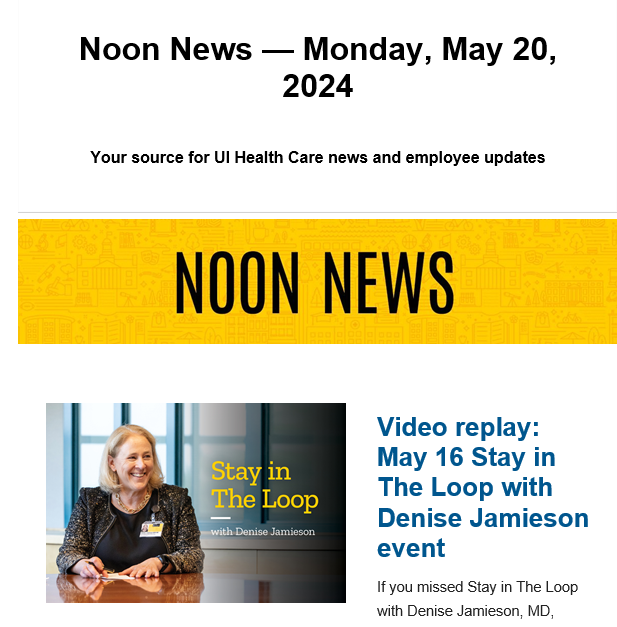 Noon News — Monday, May 20,
2024
Your source for UI Health Care news and employee updates
NOON NEWS
Stay in
The Loop
with Denise Jamieson
Video replay:
May 16 Stay in
The Loop with
Denise Jamieson
event
If you missed Stay in The Loop
with Denise Jamieson, MD,